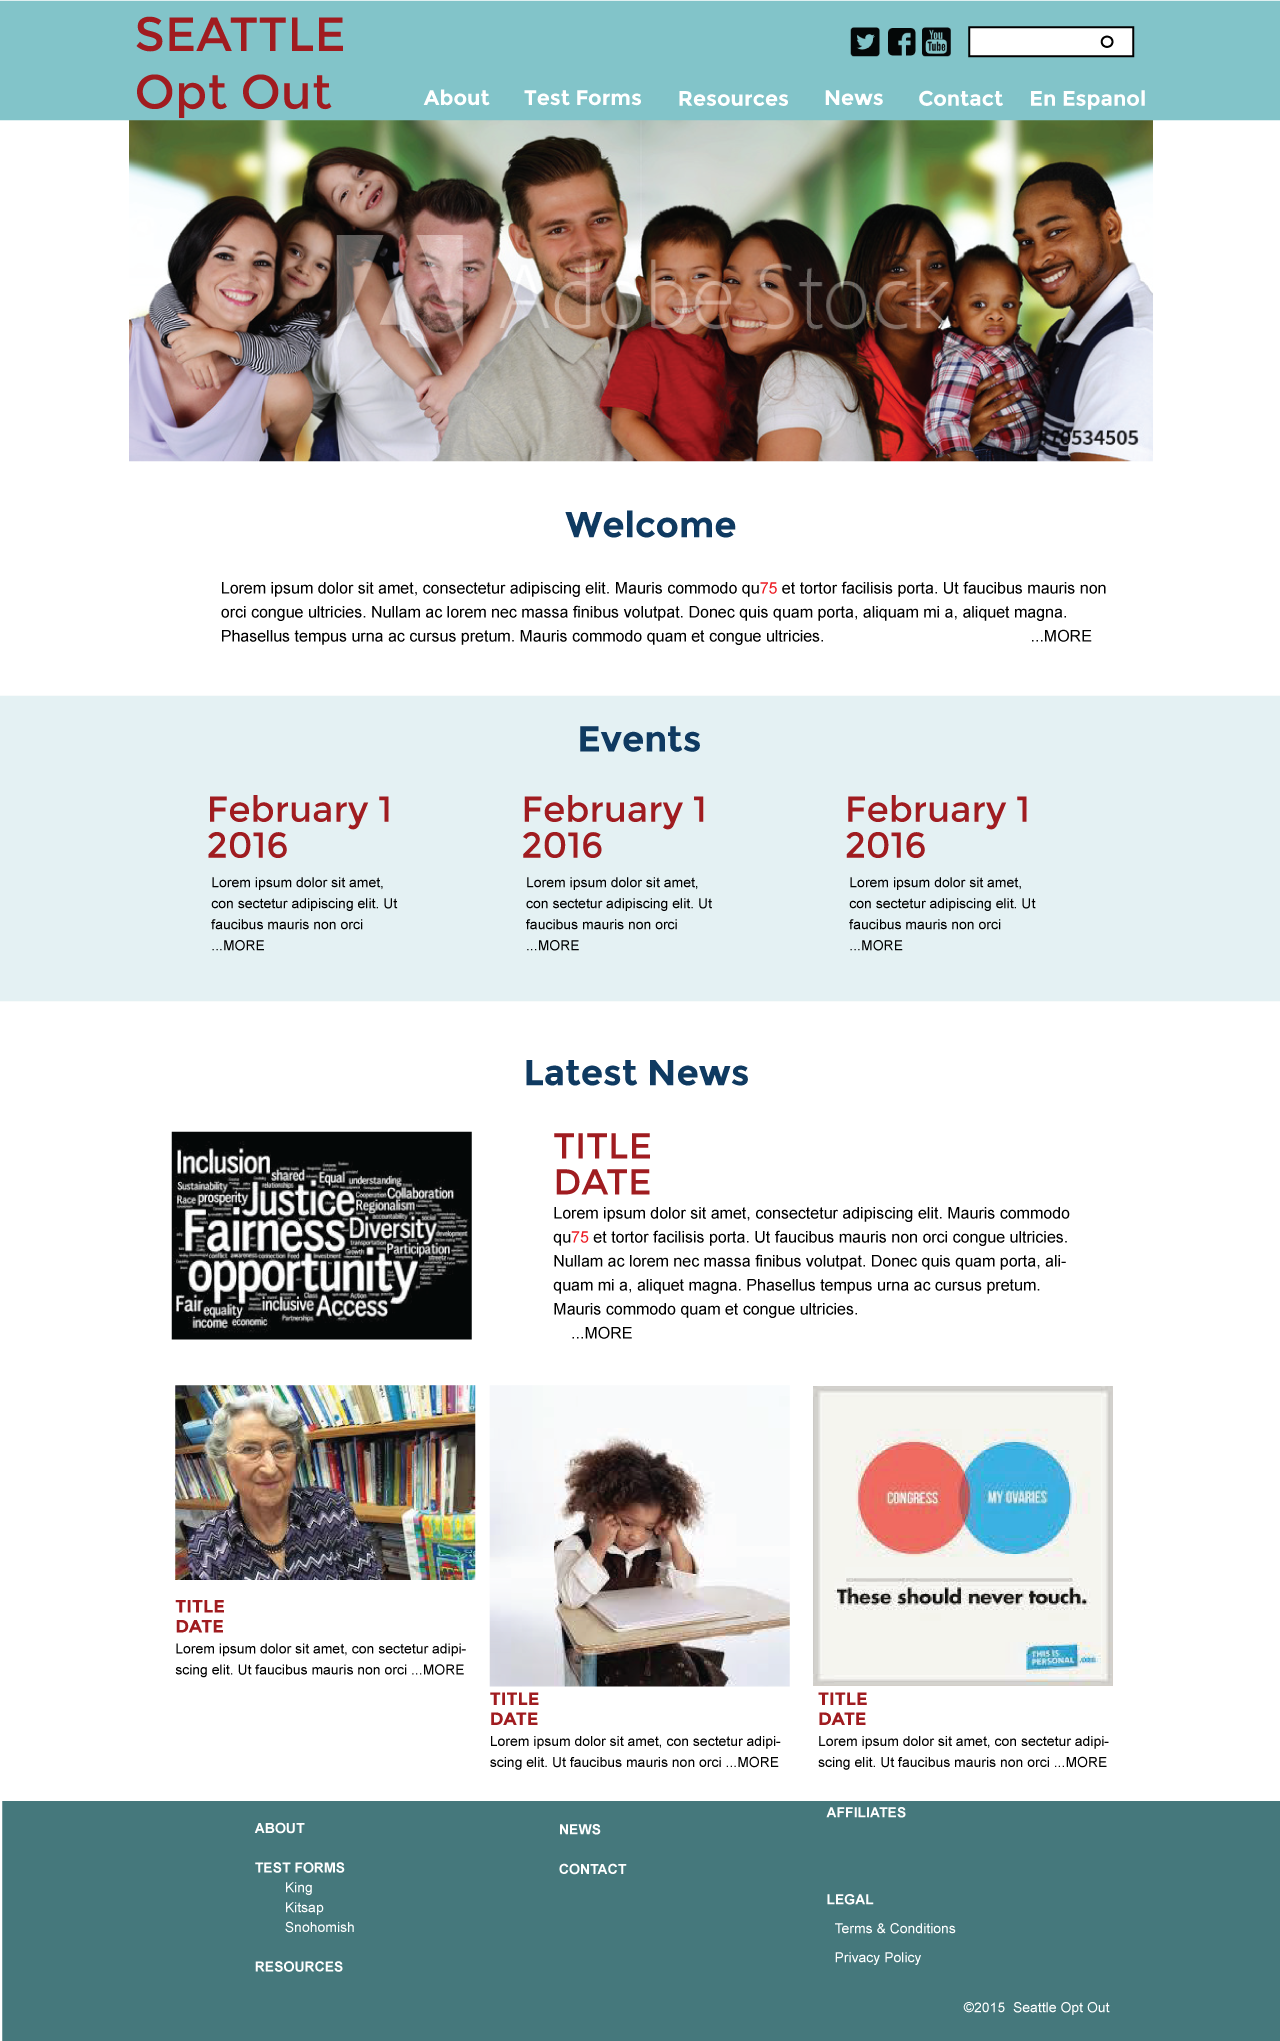 SEATTLE
Opt Out
You
Tube
About Test Forms Resources News Contact En Espanol
Adobe Stock
70534505
Welcome
Lorem ipsum dolor sit amet, consectetur adipiscing elit. Mauris commodo qu75 et tortor facilisis porta. Ut faucibus mauris non
orci congue ultricies. Nullam ac lorem nec massa finibus volutpat. Donec quis quam porta, aliquam mi a, aliquet magna.
Phasellus tempus urna ac cursus pretum. Mauris commodo quam et congue ultricies. ...MORE
Events
February 1
2016
Lorem ipsum dolor sit amet,
con sectetur adipiscing elit. Ut
faucibus mauris non orci
...MORE
February 1
2016
Lorem ipsum dolor sit amet,
con sectetur adipiscing elit. Ut
faucibus mauris non orci
...MORE
February 1
2016
Lorem ipsum dolor sit amet,
con sectetur adipiscing elit. Ut
faucibus mauris non orci
...MORE
Latest News
Inclusion
shared Equal understanding
Sustainability
Race prosperity Justice Cooperation Collaboration
Regionalism
Fairness Diversity
Participation
opportunity
Fair equality inclusive Access
income economic Partnerships
TITLE
DATE
Lorem ipsum dolor sit amet, consectetur adipiscing elit. Mauris commodo
qu75 et tortor facilisis porta. Ut faucibus mauris non orci congue ultricies.
Nullam ac lorem nec massa finibus volutpat. Donec quis quam porta, ali-
quam mi a, aliquet magna. Phasellus tempus urna ac cursus pretum.
Mauris commodo quam et congue ultricies.
...MORE
TITLE
DATE
Lorem ipsum dolor sit amet, con sectetur adipi-
scing elit. Ut faucibus mauris non orci ...MORE
TITLE
DATE
Lorem ipsum dolor sit amet, con sectetur adipi-
scing elit. Ut faucibus mauris non orci ...MORE
CONGRESS MY OVARIES
These should never touch.
THIS IS
PERSONAL .ORG
TITLE
DATE
Lorem ipsum dolor sit amet, con sectetur adipi-
scing elit. Ut faucibus mauris non orci ...MORE
ABOUT
TEST FORMS
King
Kitsap
Snohomish
RESOURCES
NEWS
CONTACT
AFFILIATES
LEGAL
Terms & Conditions
Privacy Policy
©2015 Seattle Opt Out